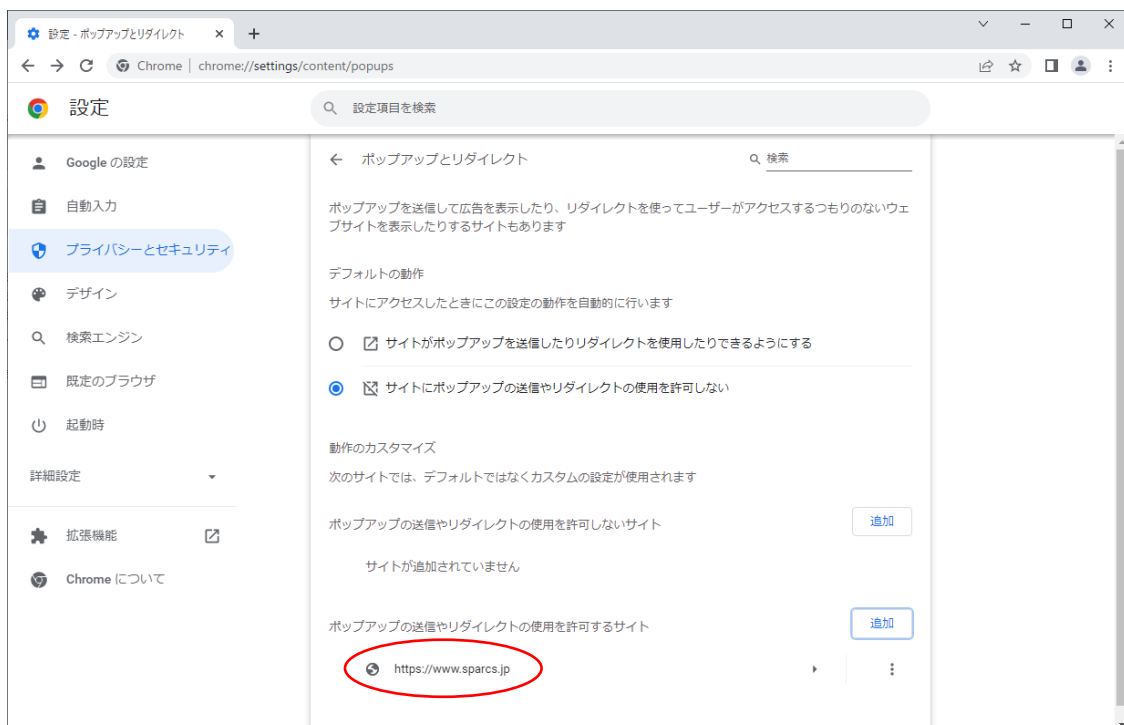 設定 - ポップアップとリダイレクト
Chrome | chrome://settings/content/popups
設定
設定項目を検索
Google の設定
自動入力
プライバシーとセキュリティ
デザイン
検索エンジン
既定のブラウザ
起動時
詳細設定
拡張機能
Chrome について
ポップアップとリダイレクト
検索
ポップアップを送信して広告を表示したり、リダイレクトを使ってユーザーがアクセスするつもりのないウェ
ブサイトを表示したりするサイトもあります
デフォルトの動作
サイトにアクセスしたときにこの設定の動作を自動的に行います
サイトがポップアップを送信したりリダイレクトを使用したりできるようにする
サイトにポップアップの送信やリダイレクトの使用を許可しない
動作のカスタマイズ
次のサイトでは、デフォルトではなくカスタムの設定が使用されます
ポップアップの送信やリダイレクトの使用を許可しないサイト
追加
サイトが追加されていません
ポップアップの送信やリダイレクトの使用を許可するサイト
追加
https://www.sparcs.jp